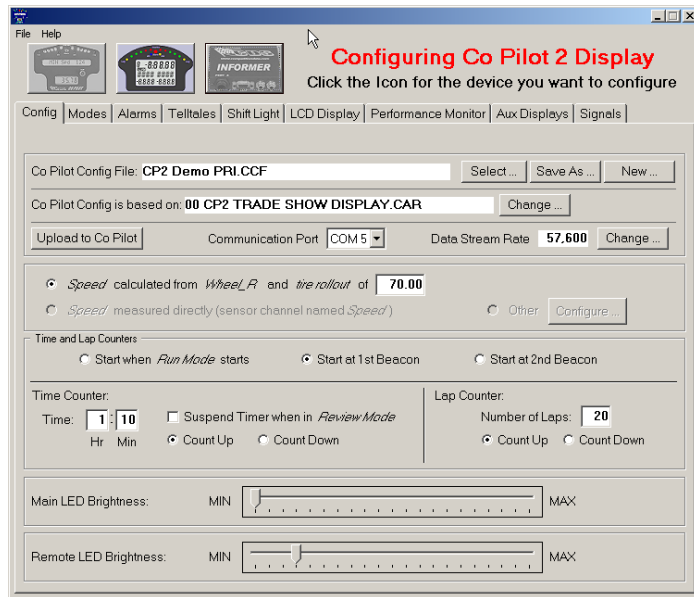 File Help
INFORMER
Configuring Co Pilot 2 Display
Click the Icon for the device you want to configure
Config Modes Alarms Telltales Shift Light LCD Display Performance Monitor Aux Displays Signals
Co Pilot Config File: CP2 Demo PRI.CCF Select ... Save As ... New ...
Co Pilot Config is based on: 00 CP2 TRADE SHOW DISPLAY.CAR Change ...
Upload to Co Pilot Communication Port COM 5 Data Stream Rate 57,600 Change ...
Speed calculated from Wheel_R and tire rollout of 70.00
Speed measured directly (sensor channel named Speed) Other Configure ...
Time and Lap Counters
Start when Run Mode starts Start at 1st Beacon Start at 2nd Beacon
Time Counter: Lap Counter:
Time: 1 : 10 Suspend Timer when in Review Mode Number of Laps: 20
Hr Min Count Up Count Down Count Up Count Down
Main LED Brightness: MIN MAX
Remote LED Brightness: MIN MAX